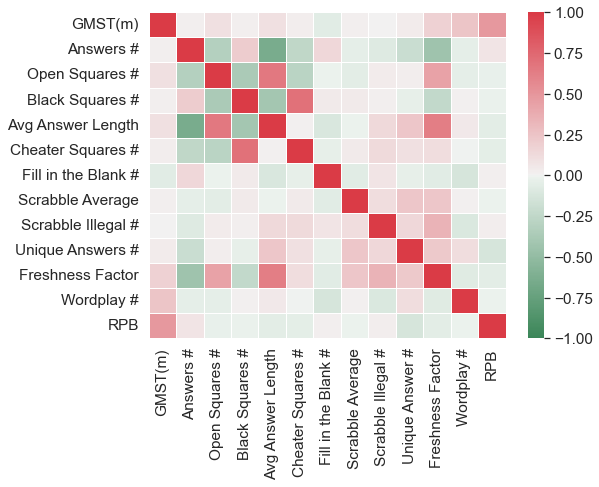 GMST(m)
Answers #
Open Squares #
Black Squares #
Avg Answer Length
Cheater Squares #
Fill in the Blank #
Scrabble Average
Scrabble Illegal #
Unique Answers #
Freshness Factor
Wordplay #
RPB
GMST(m)
Answers #
Open Squares #
Black Squares #
Avg Answer Length
Cheater Squares #
Fill in the Blank #
Scrabble Average
Scrabble Illegal #
Unique Answer #
Freshness Factor
Wordplay #
RPB
1.00
0.75
0.50
0.25
0.00
−0.25
−0.50
−0.75
−1.00